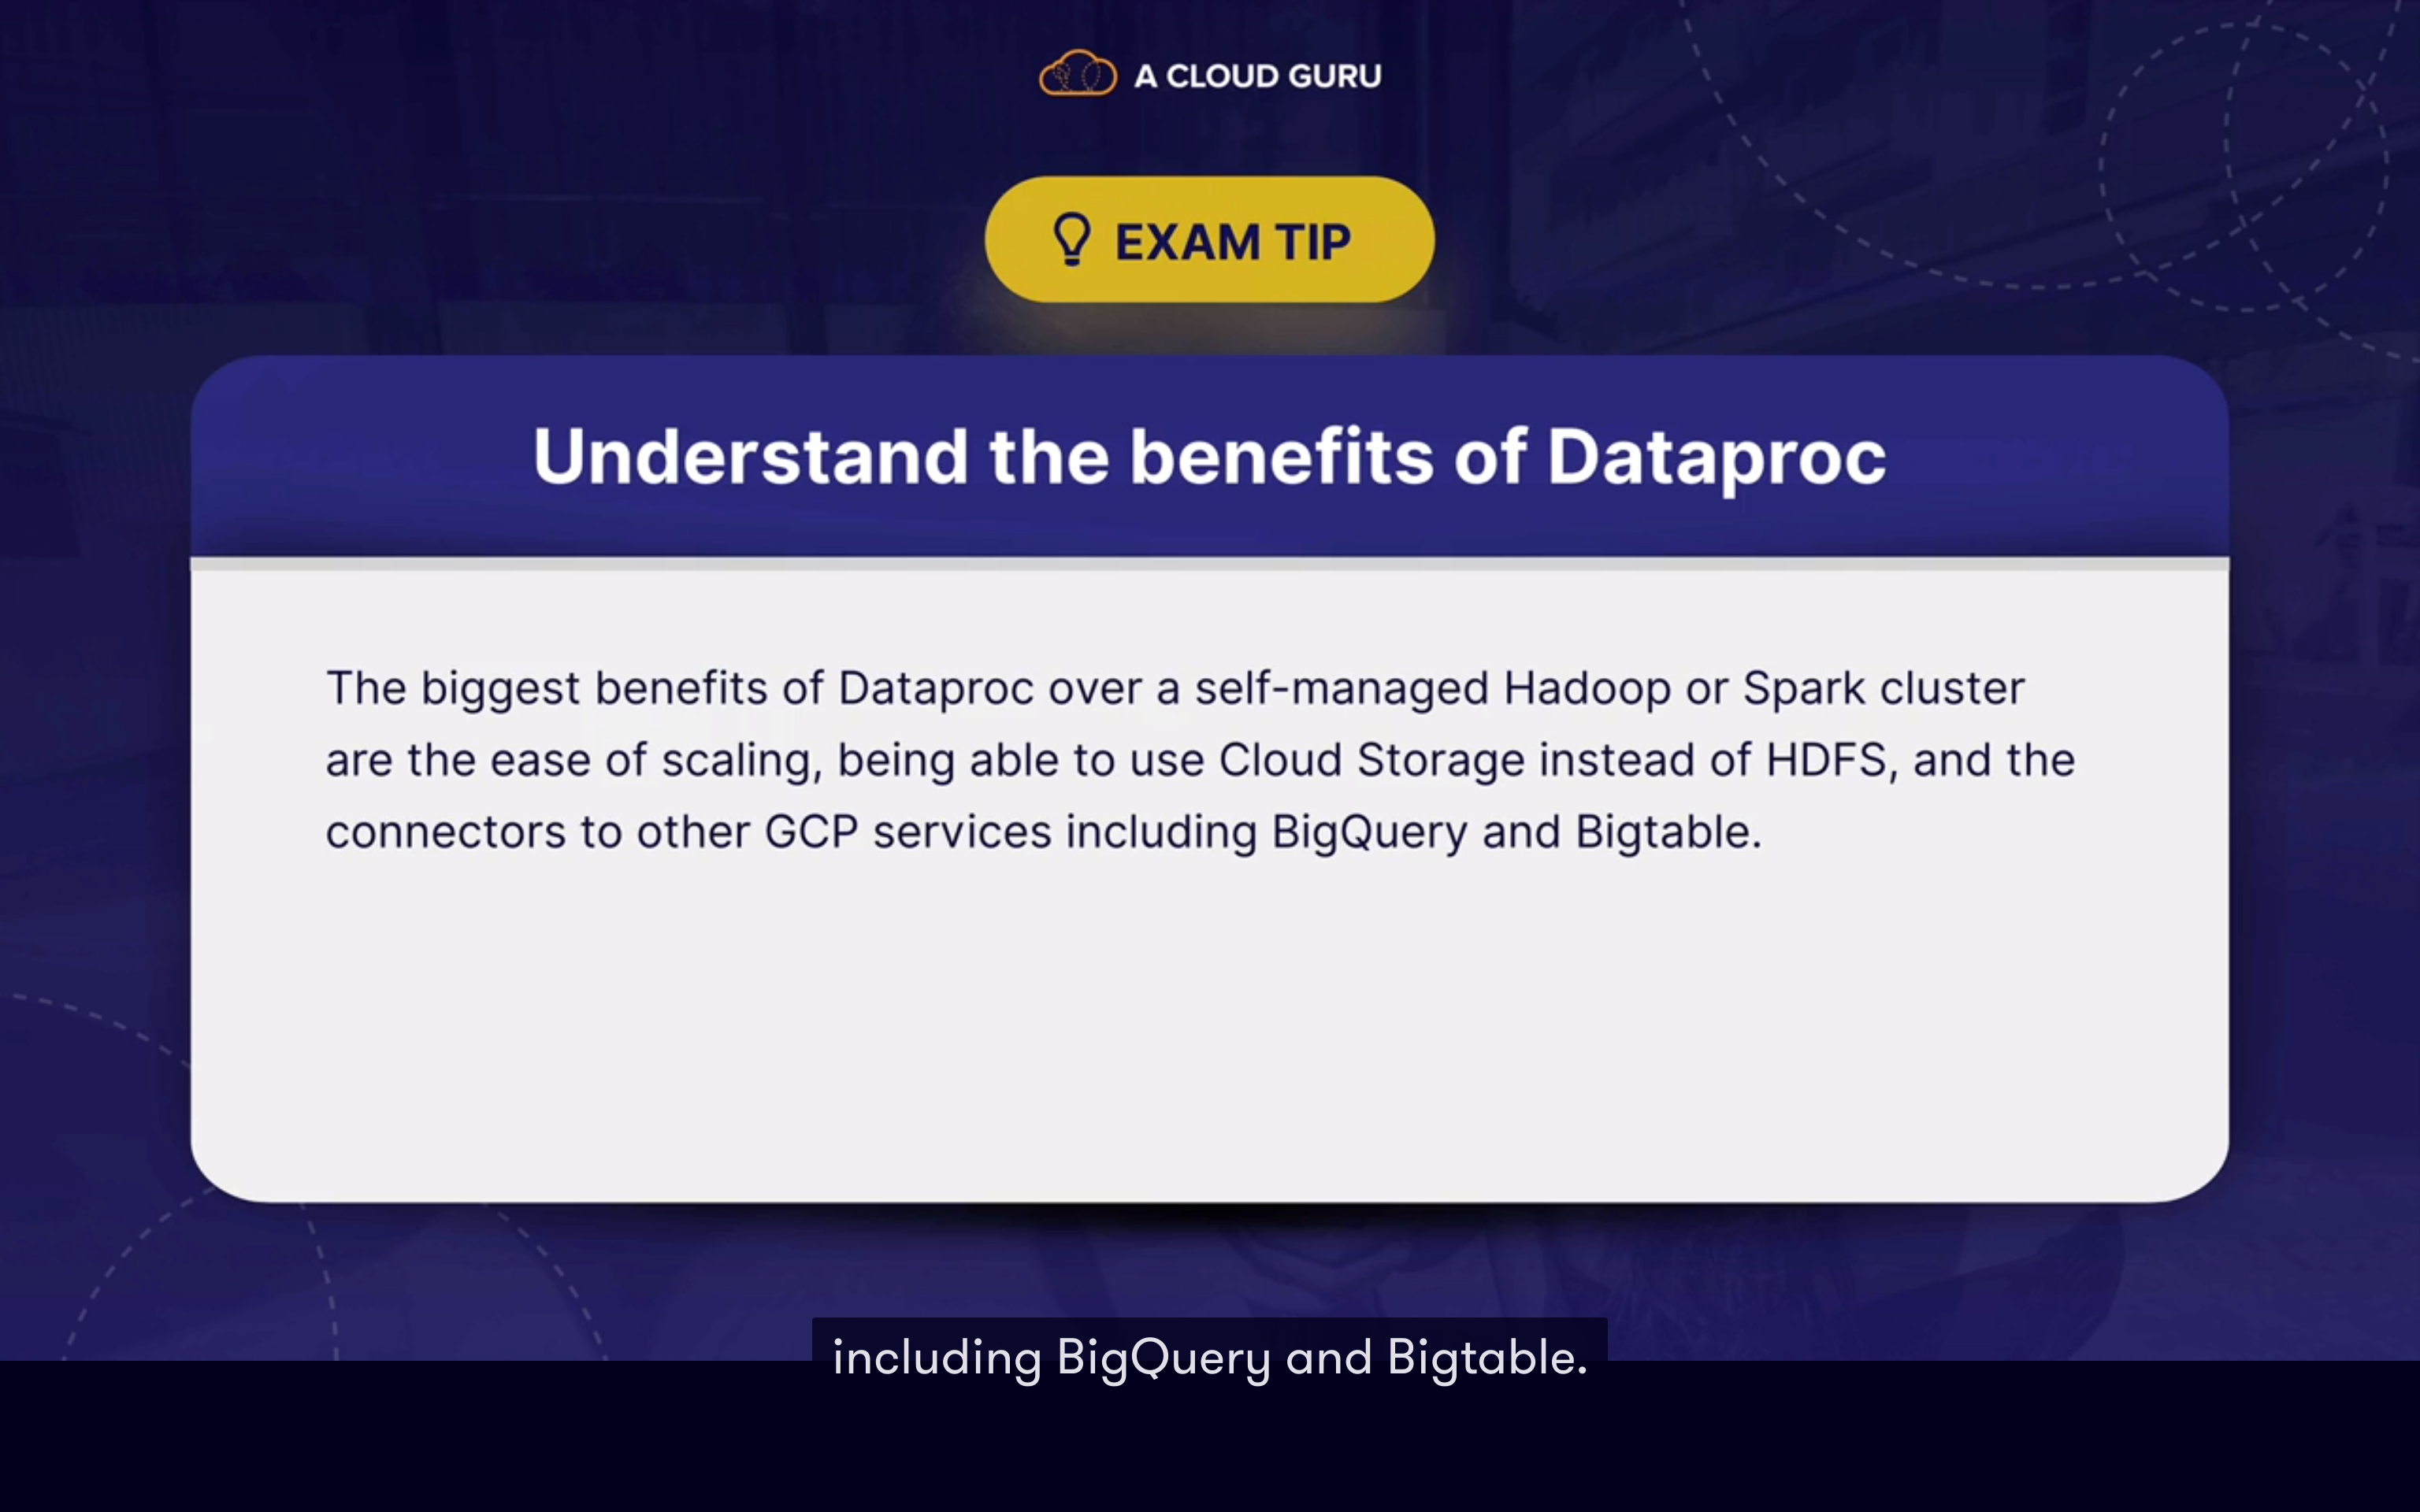 A CLOUD GURU
EXAM TIP
Understand the benefits of Dataproc
The biggest benefits of Dataproc over a self-managed Hadoop or Spark cluster
are the ease of scaling, being able to use Cloud Storage instead of HDFS, and the
connectors to other GCP services including BigQuery and Bigtable.
including BigQuery and Bigtable.